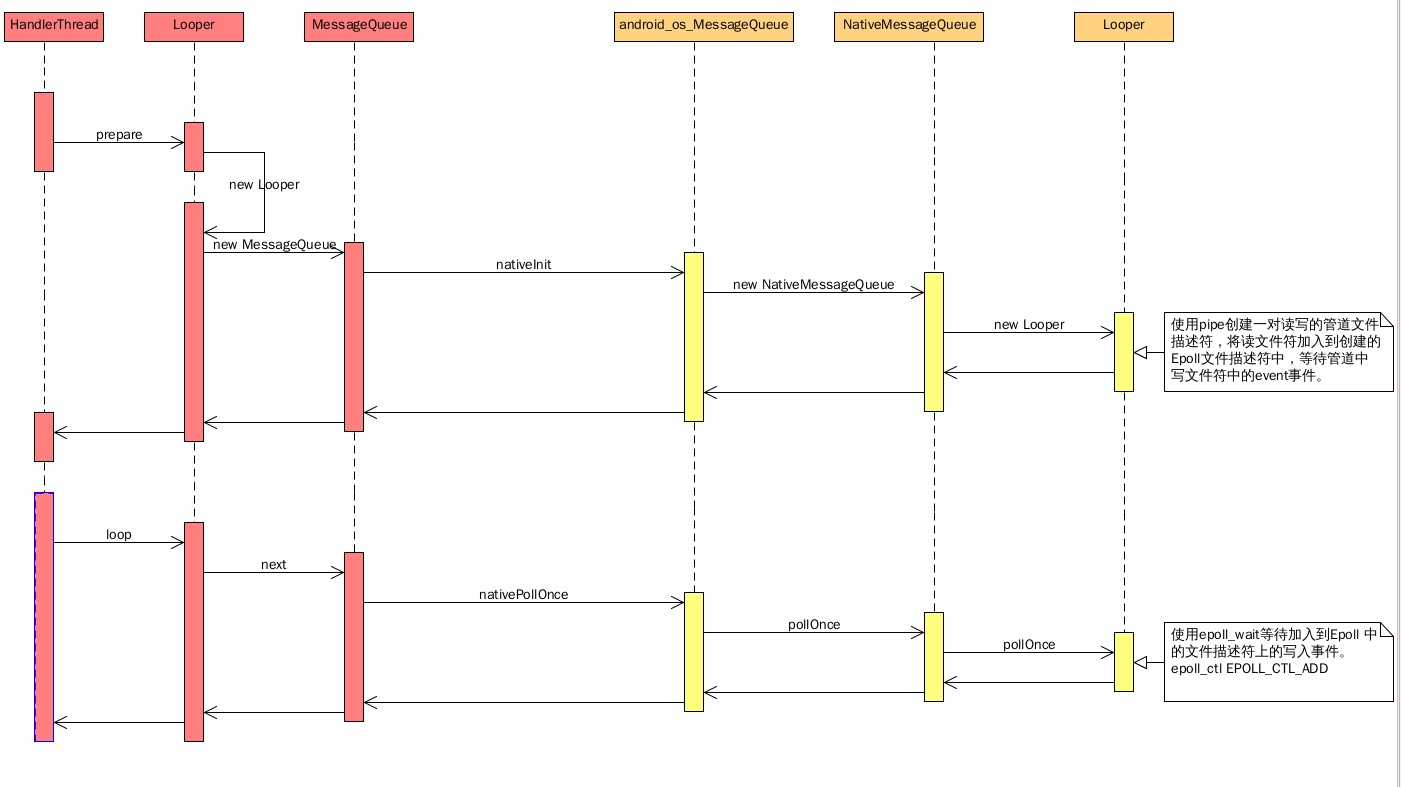 HandlerThread
Looper
MessageQueue
android_os_MessageQueue
NativeMessageQueue
Looper
prepare
new Looper
new MessageQueue
nativeInit
new NativeMessageQueue
new Looper
使用pipe创建一对读写的管道文件
描述符，将读文件符加入到创建的
Epoll文件描述符中，等待管道中
写文件符中的event事件。
loop
next
nativePollOnce
pollOnce
pollOnce
使用epoll_wait等待加入到Epoll 中
的文件描述符上的写入事件。
epoll_ctl EPOLL_CTL_ADD